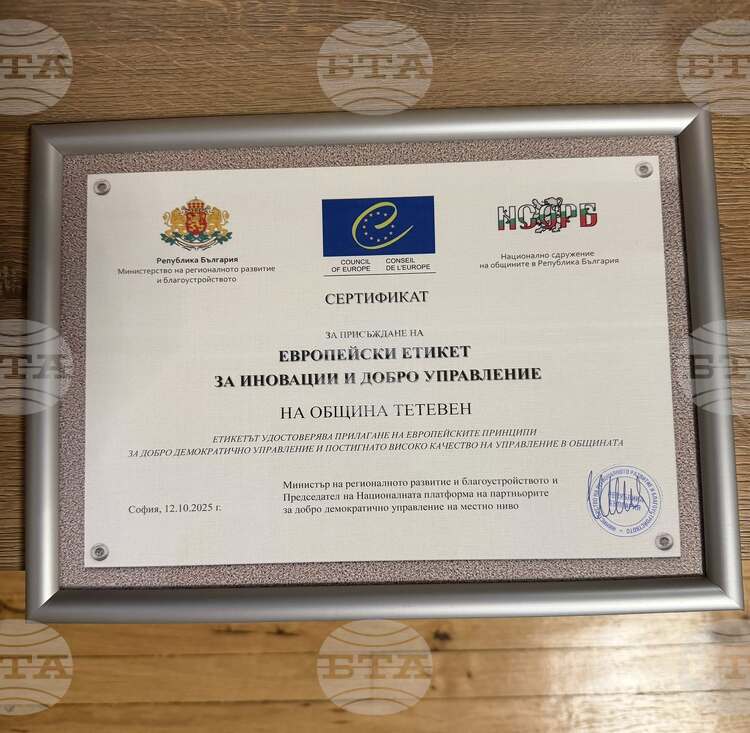 БТА
БТА
БТА
НСОРБ
Република България
Министерство на регионалното развитие
и благоустройството
COUNCIL OF EUROPE
CONSEIL DE L'EUROPE
Национално сдружение
на общините в Република България
СЕРТИФИКАТ
ЗА ПРИСЪЖДАНЕ НА
ЕВРОПЕЙСКИ ЕТИКЕТ
ЗА ИНОВАЦИИ И ДОБРО УПРАВЛЕНИЕ
НА ОБЩИНА ТЕТЕВЕН
ЕТИКЕТЪТ УДОСТОВЕРЯВА ПРИЛАГАНЕ НА ЕВРОПЕЙСКИТЕ ПРИНЦИПИ
ЗА ДОБРО ДЕМОКРАТИЧНО УПРАВЛЕНИЕ И ПОСТИГНАТО ВИСОКО КАЧЕСТВО НА УПРАВЛЕНИЕ В ОБЩИНАТА
София, 12.10.2025 г.
Министър на регионалното развитие и благоустройството и
Председател на Националната платформа на партньорите
за добро демократично управление на местно ниво
БТА
БТА
БТА